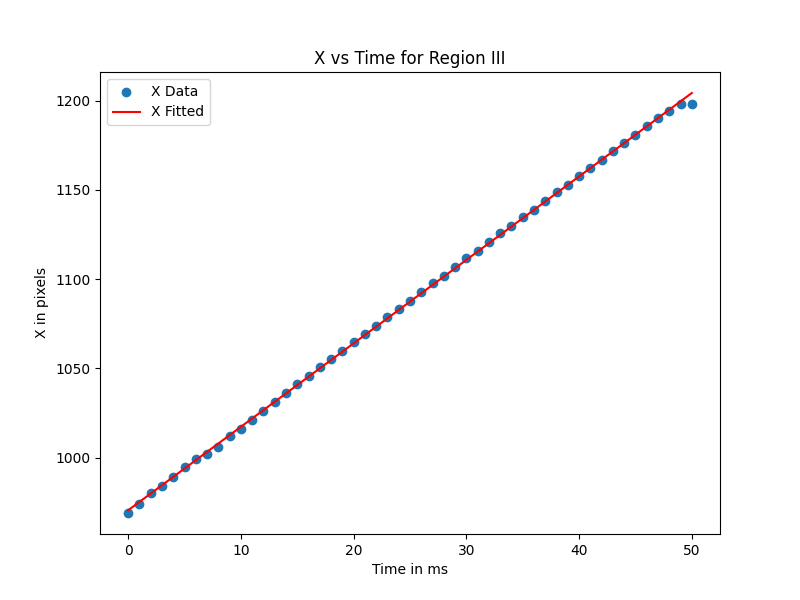 X vs Time for Region III
X Data
X Fitted
1200
1150
1100
1050
1000
X in pixels
0 10 20 30 40 50
Time in ms